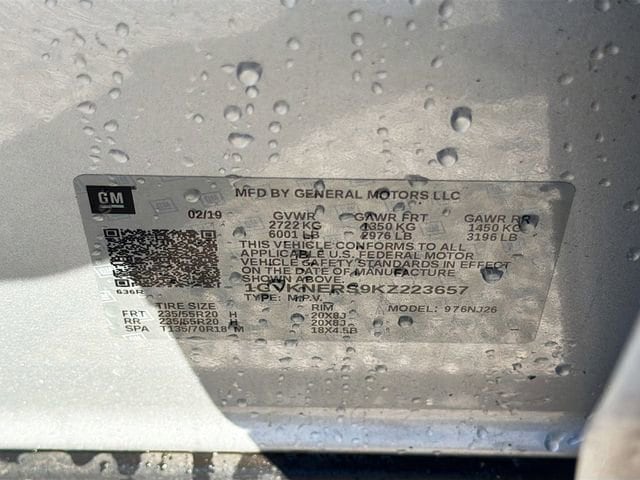 GM
MFD BY GENERAL MOTORS LLC
02/19
GVWR GAWR FRT GAWR RR
2722 KG 1350 KG 1450 KG
6001 LB 2976 LB 3196 LB
THIS VEHICLE CONFORMS TO ALL
APPLICABLE U.S. FEDERAL MOTOR
VEHICLE SAFETY STANDARDS IN EFFECT
ON THE DATE OF MANUFACTURE
SHOWN ABOVE
636R
TYPE: M.P.V. MODEL: 976NJ26
TIRE SIZE RIM
FRT 235/55R20 H 20X8J
RR 235/55R20 H 20X8J
SPA T135/70R18 M 18X4.5B